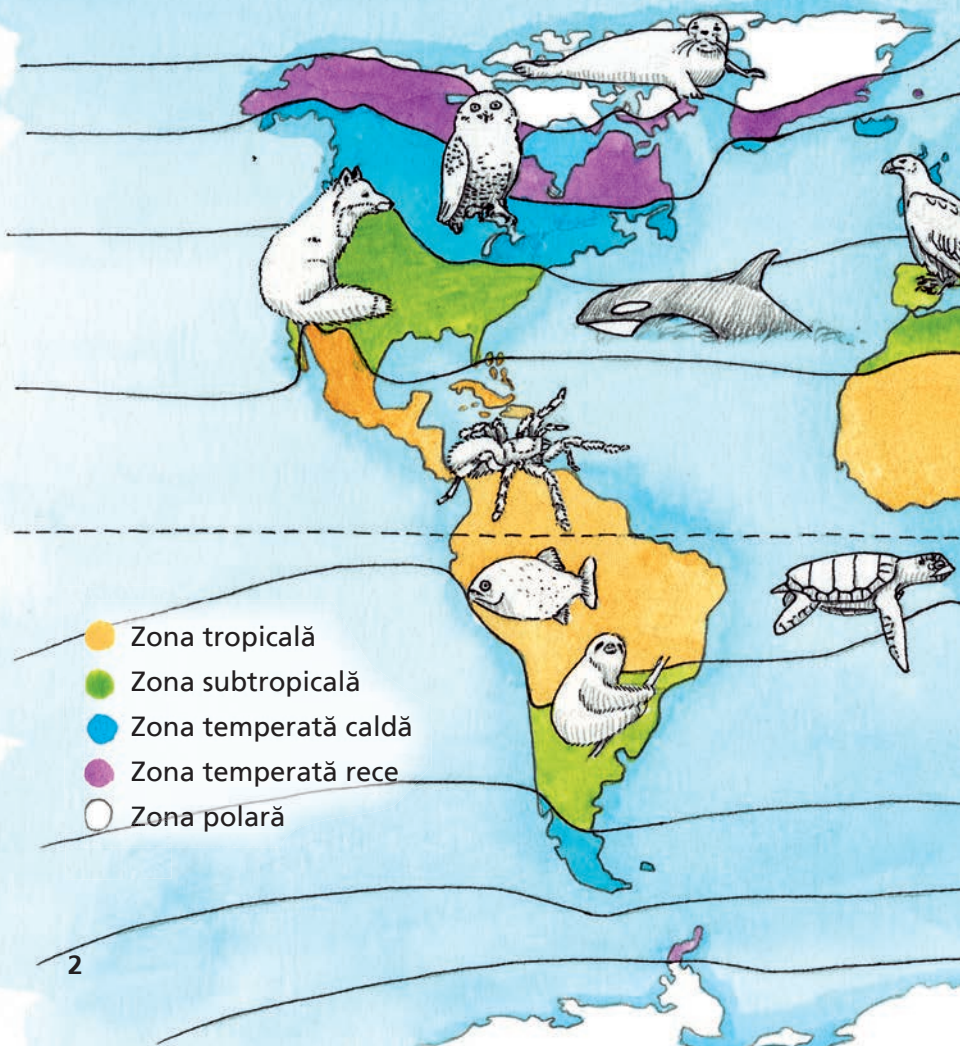 Zona tropicală
Zona subtropicală
Zona temperată caldă
Zona temperată rece
Zona polară
2